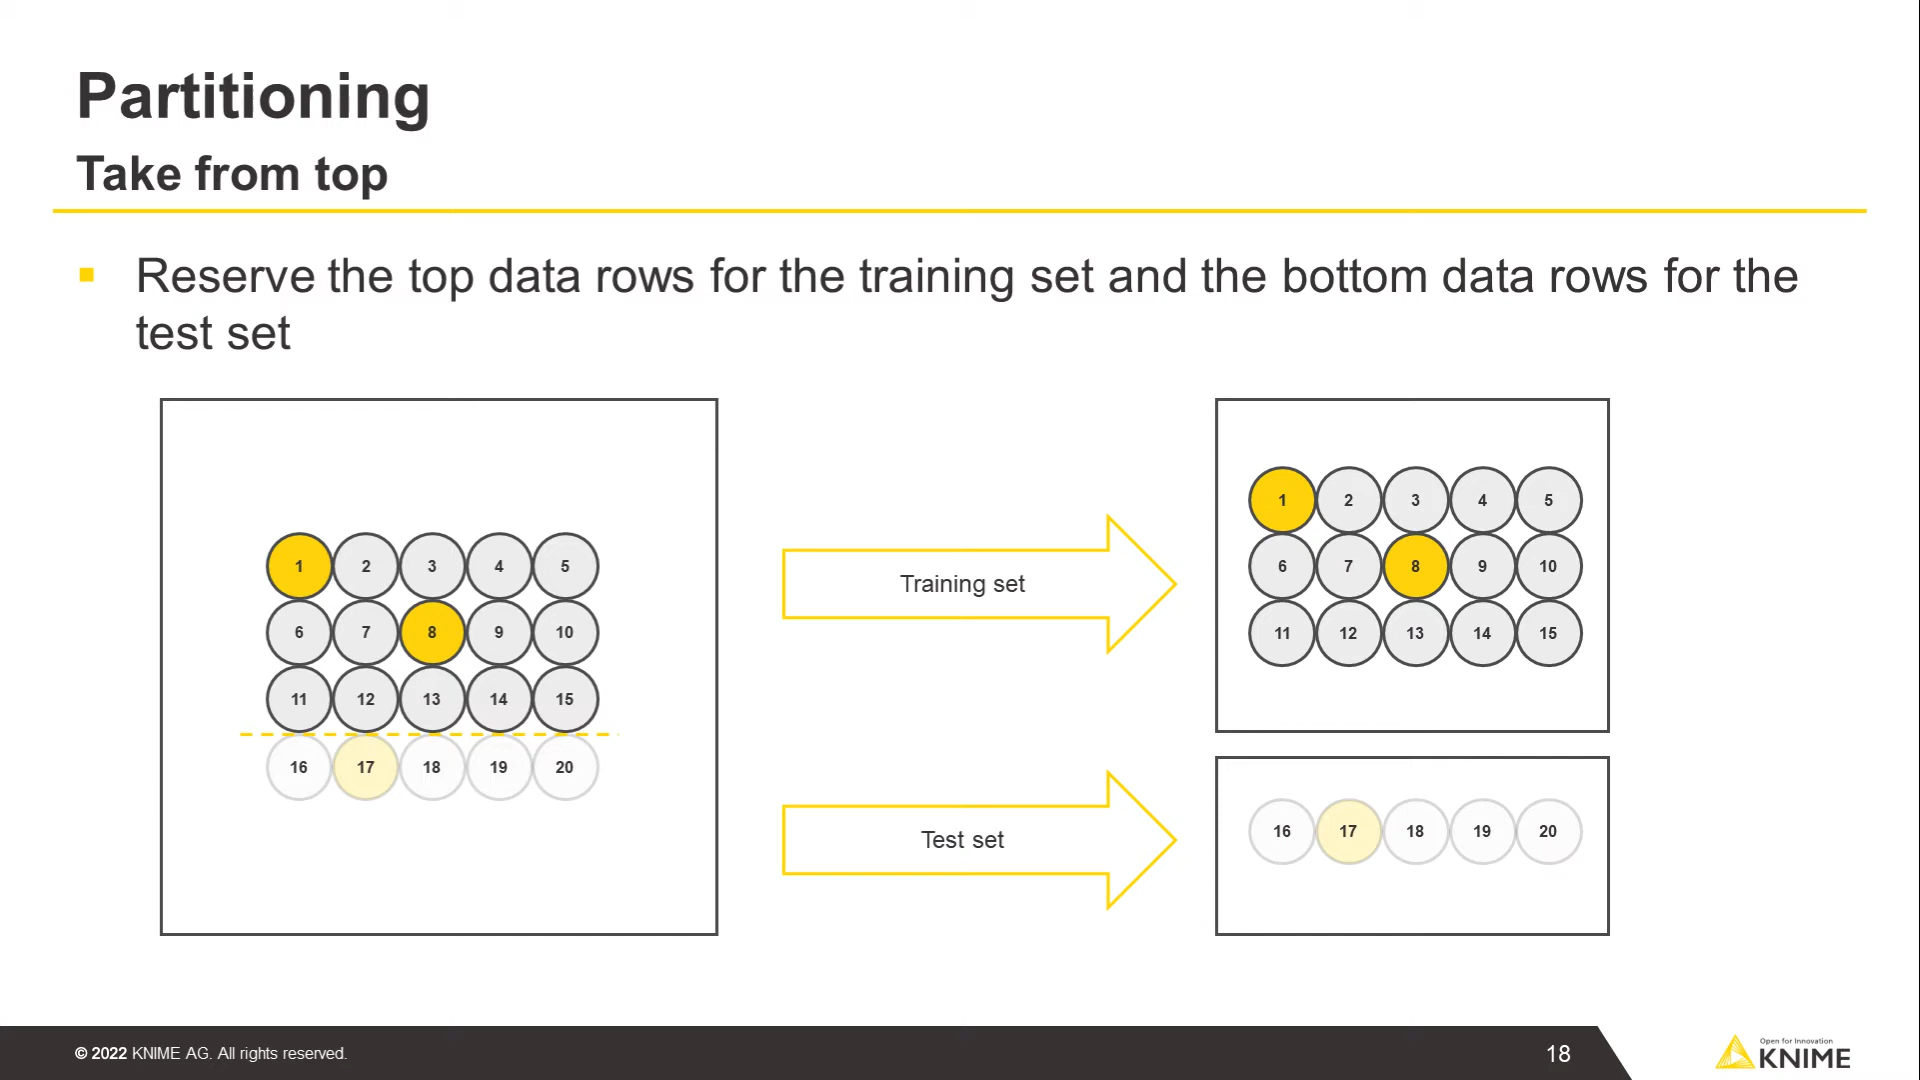 Partitioning
Take from top
▪ Reserve the top data rows for the training set and the bottom data rows for the
test set
1 2 3 4 5
6 7 8 9 10
11 12 13 14 15
16 17 18 19 20
Training set
Test set
1 2 3 4 5
6 7 8 9 10
11 12 13 14 15
16 17 18 19 20
© 2022 KNIME AG. All rights reserved.
18
Open for Innovation
KNIME